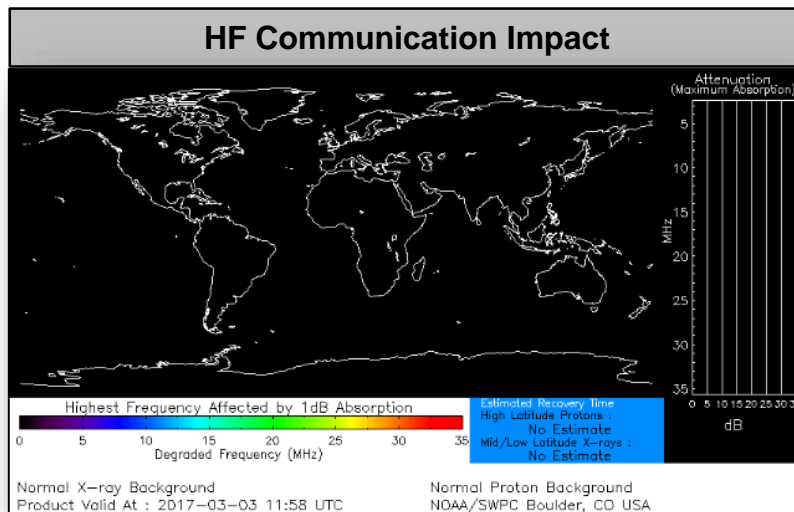 HF Communication Impact
Attenuation
(Maximum Absorption)
5
10
15
20
25
30
35
MHz
0 5 10 15 20 25 30 3
dB
Highest Frequency Affected by 1dB Absorption
0 5 10 15 20 25 30 35
Degraded Frequency (MHz)
Estimated Recovery Time
High Latitude Protons :
No Estimate
Mid/Low Latitude X-rays :
No Estimate
Normal X-ray Background
Normal Proton Background
Product Valid At : 2017-03-03 11:58 UTC
NOAA/SWPC Boulder, CO USA